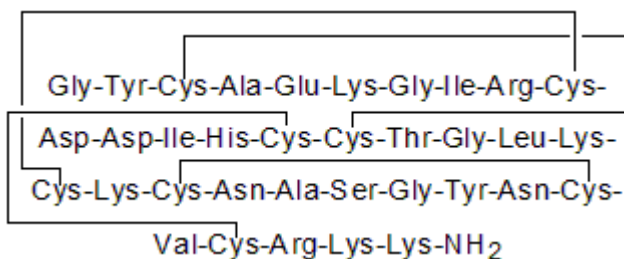 Gly-Tyr-Cys-Ala-Glu-Lys-Gly-Ile-Arg-Cys-
Asp-Asp-Ile-His-Cys-Cys-Thr-Gly-Leu-Lys-
Cys-Lys-Cys-Asn-Ala-Ser-Gly-Tyr-Asn-Cys-
Val-Cys-Arg-Lys-Lys-NH2